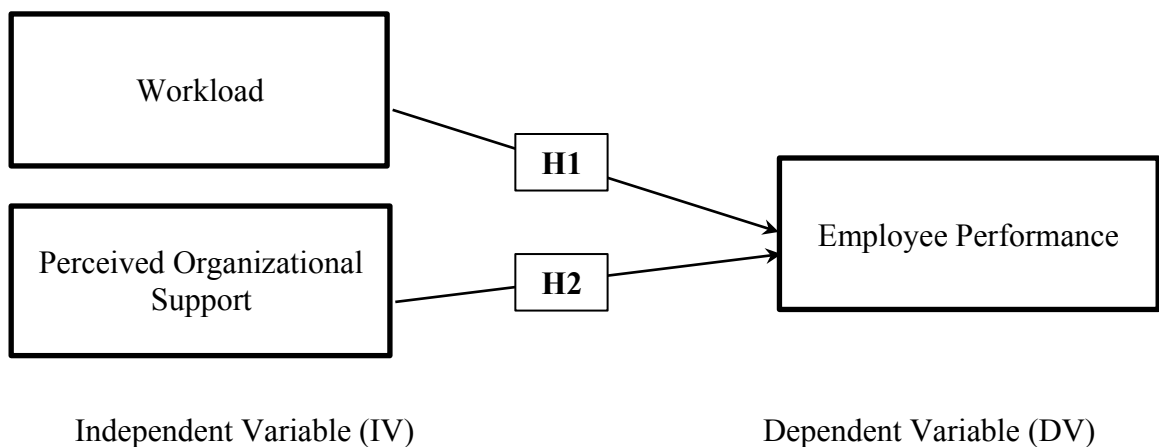 Workload
H1
Employee Performance
Perceived Organizational
Support
H2
Independent Variable (IV)
Dependent Variable (DV)